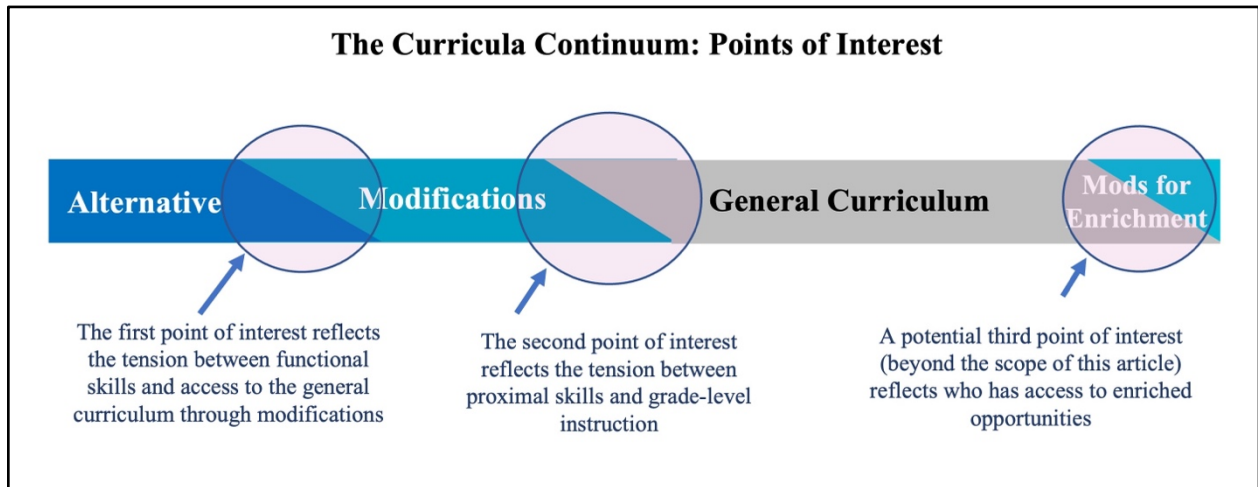 The Curricula Continuum: Points of Interest
Alternative
Modifications
General Curriculum
Mods for
Enrichment
The first point of interest reflects
the tension between functional
skills and access to the general
curriculum through modifications
The second point of interest
reflects the tension between
proximal skills and grade-level
instruction
A potential third point of interest
(beyond the scope of this article)
reflects who has access to enriched
opportunities